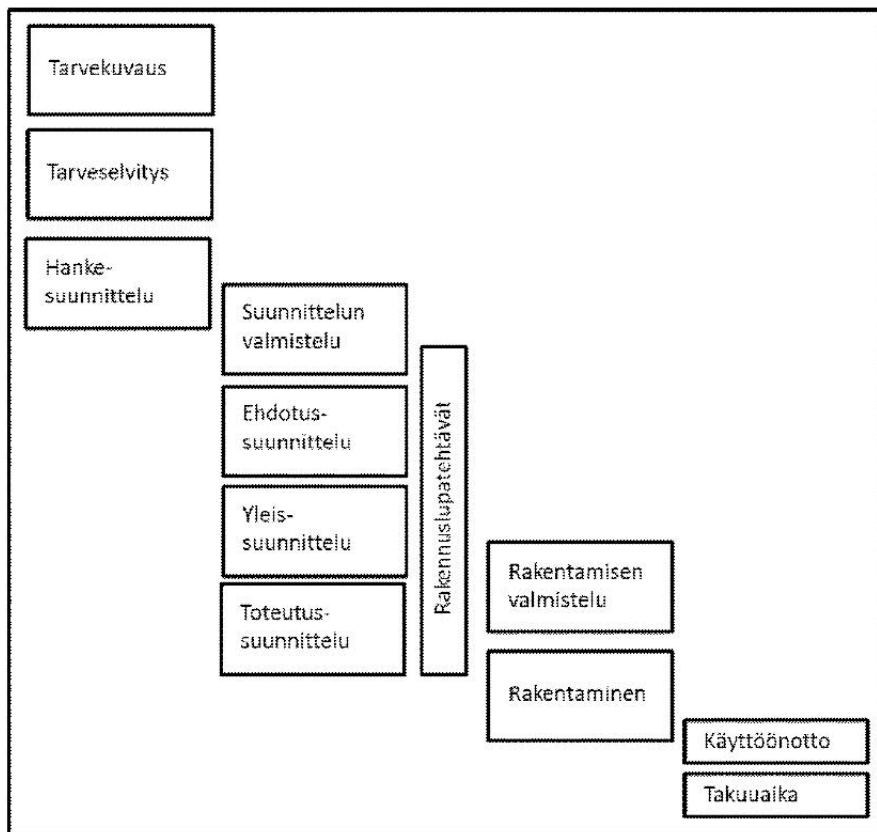 Tarvekuvaus
Tarveselvitys
Hanke-
suunnittelu
Suunnittelun
valmistelu
Ehdotus-
suunnittelu
Yleis-
suunnittelu
Toteutus-
suunnittelu
Rakennuslupatehtävät
Rakentamisen
valmistelu
Rakentaminen
Käyttöönotto
Takuuaika